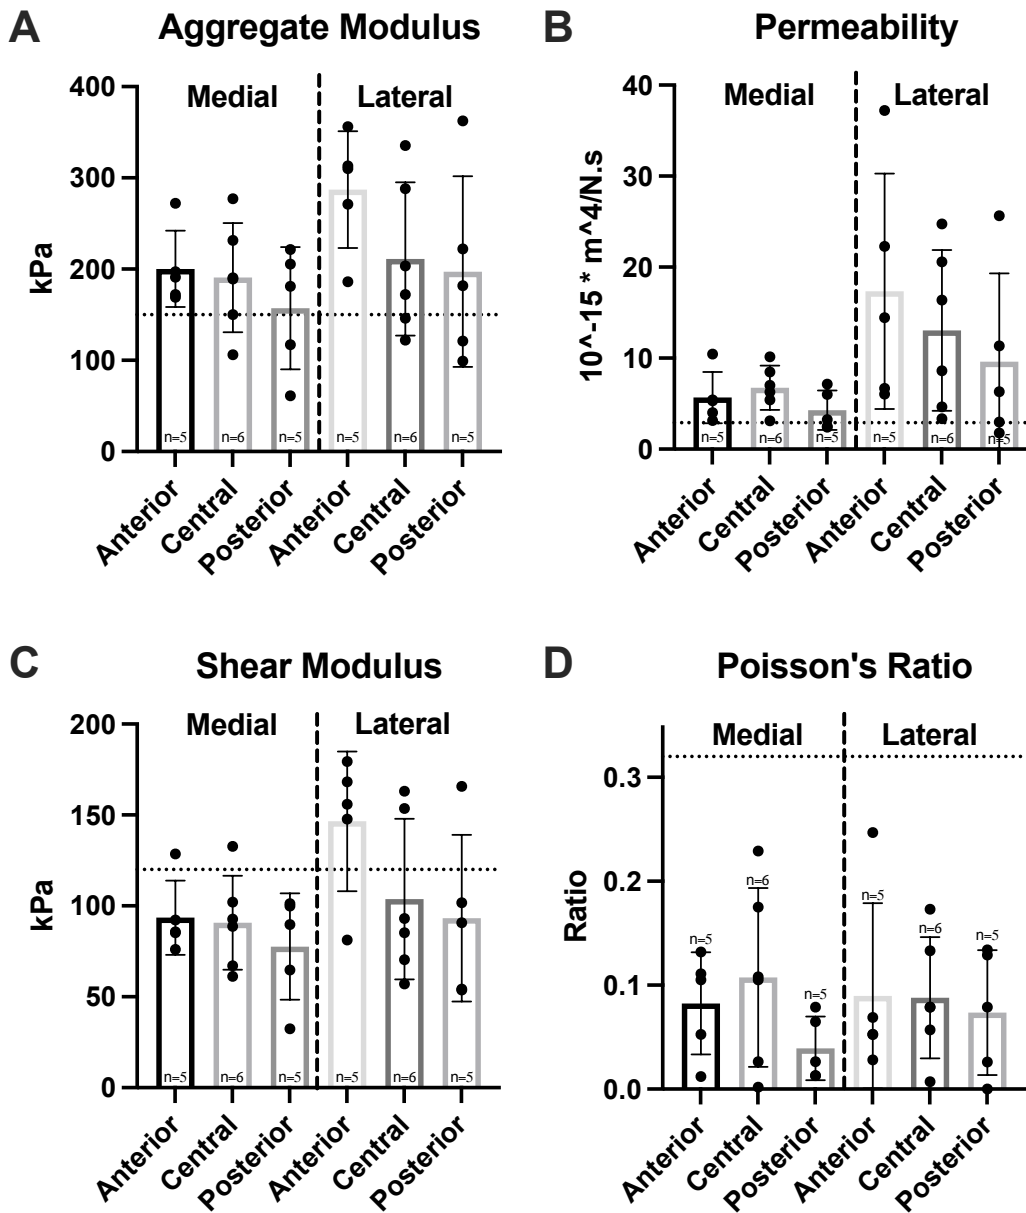 A Aggregate Modulus
400
300
200
100
0
kPa
Medial
Lateral
n=5
n=6
n=5
n=5
n=6
n=5
Anterior
Central
Posterior
Anterior
Central
Posterior
B Permeability
40
30
20
10
0
10^-15 * m^4/N.s
Medial
Lateral
n=5
n=6
n=5
n=5
n=6
n=5
Anterior
Central
Posterior
Anterior
Central
Posterior
C Shear Modulus
200
150
100
50
0
kPa
Medial
Lateral
n=5
n=6
n=5
n=5
n=6
n=5
Anterior
Central
Posterior
Anterior
Central
Posterior
D Poisson's Ratio
0.3
0.2
0.1
0.0
Ratio
Medial
Lateral
n=5
n=6
n=5
n=5
n=6
n=5
Anterior
Central
Posterior
Anterior
Central
Posterior